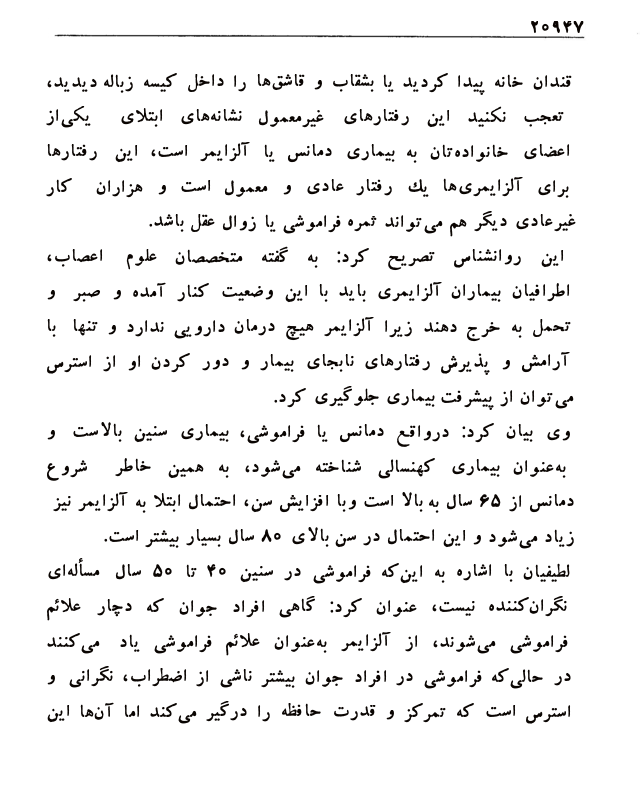 ۲۰۹۴۷
قندان خانه پیدا کردید یا بشقاب و قاشق‌ها را داخل کیسه زباله دیدید،
تعجب نکنید این رفتارهای غیرمعمول نشانه‌های ابتلای یکی‌از
اعضای خانواده‌تان به بیماری دمانس یا آلزایمر است، این رفتارها
برای آلزایمری‌ها یك رفتار عادی و معمول است و هزاران کار
غیرعادی دیگر هم می‌تواند ثمره فراموشی یا زوال عقل باشد.
این روانشناس تصریح کرد: به گفته متخصصان علوم اعصاب،
اطرافیان بیماران آلزایمری باید با این وضعیت کنار آمده و صبر و
تحمل به خرج دهند زیرا آلزایمر هیچ درمان دارویی ندارد و تنها با
آرامش و پذیرش رفتارهای نابجای بیمار و دور کردن او از استرس
می‌توان از پیشرفت بیماری جلوگیری کرد.
وی بیان کرد: درواقع دمانس یا فراموشی، بیماری سنین بالاست و
به‌عنوان بیماری کهنسالی شناخته می‌شود، به همین خاطر شروع
دمانس از ۶۵ سال به بالا است وبا افزایش سن، احتمال ابتلا به آلزایمر نیز
زیاد می‌شود و این احتمال در سن بالای ۸۰ سال بسیار بیشتر است.
لطیفیان با اشاره به این‌که فراموشی در سنین ۴۰ تا ۵۰ سال مسأله‌ای
نگران‌کننده نیست، عنوان کرد: گاهی افراد جوان که دچار علائم
فراموشی می‌شوند، از آلزایمر به‌عنوان علائم فراموشی یاد می‌کنند
در حالی‌که فراموشی در افراد جوان بیشتر ناشی از اضطراب، نگرانی و
استرس است که تمرکز و قدرت حافظه را درگیر می‌کند اما آن‌ها این